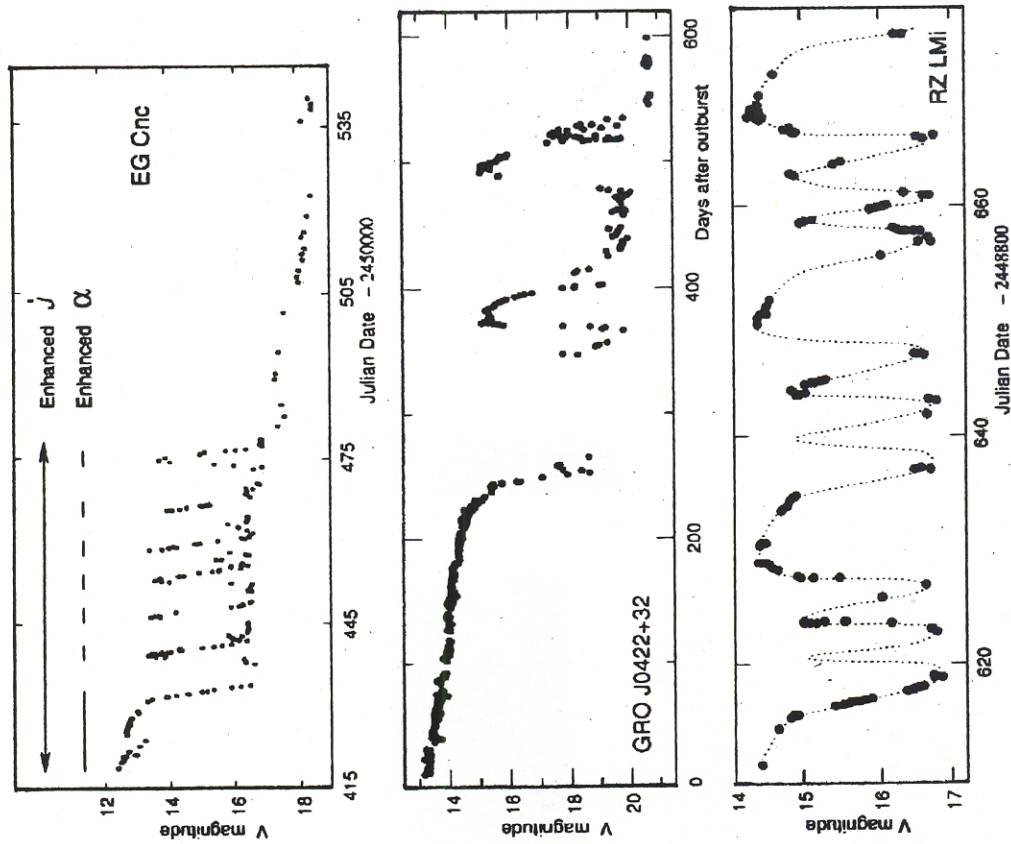 Enhanced j
Enhanced α
EG Cnc
12
14
16
18
V magnitude
415
445
475
505
535
Julian Date - 2450000
GRO J0422+32
14
16
18
20
V magnitude
0
200
400
600
Days after outburst
RZ LMi
14
15
16
17
V magnitude
620
640
660
Julian Date - 2448800